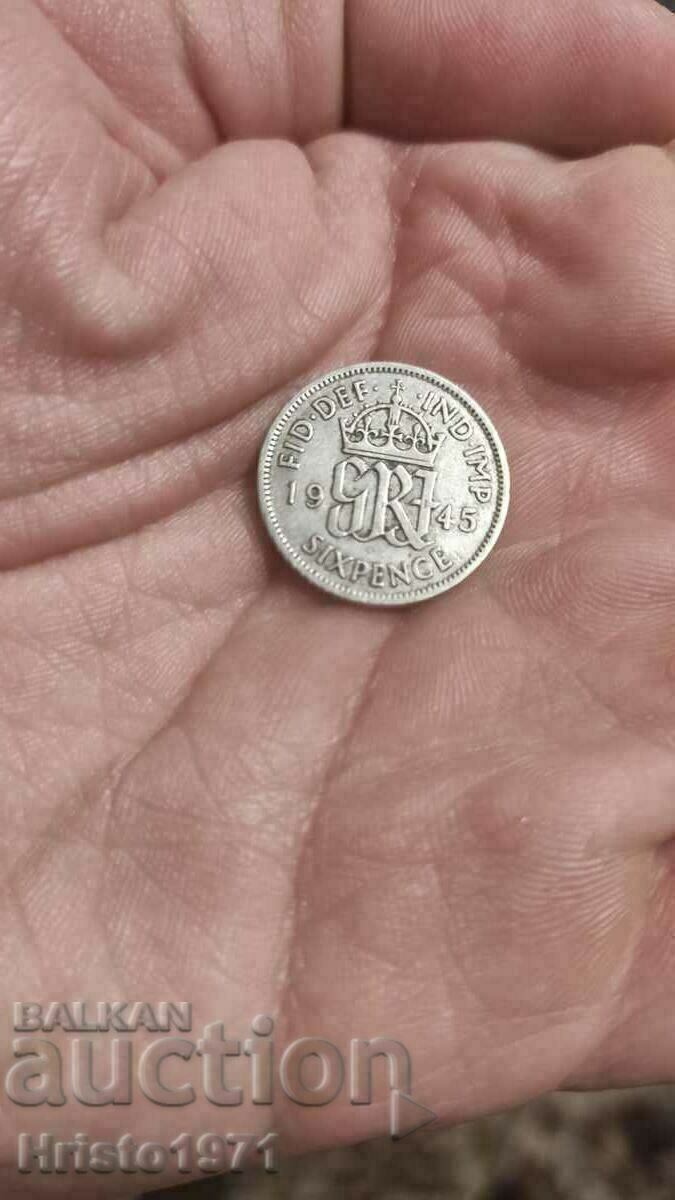 FID·DEF· ·IND·IMP
19 GRI 45
SIXPENCE
BALKAN
auction
Hristo1971